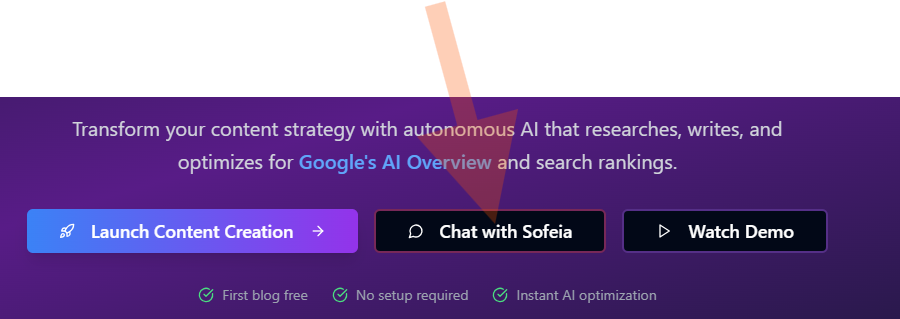 Transform your content strategy with autonomous AI that researches, writes, and
optimizes for Google's AI Overview and search rankings.
Launch Content Creation
Chat with Sofeia
Watch Demo
First blog free
No setup required
Instant AI optimization